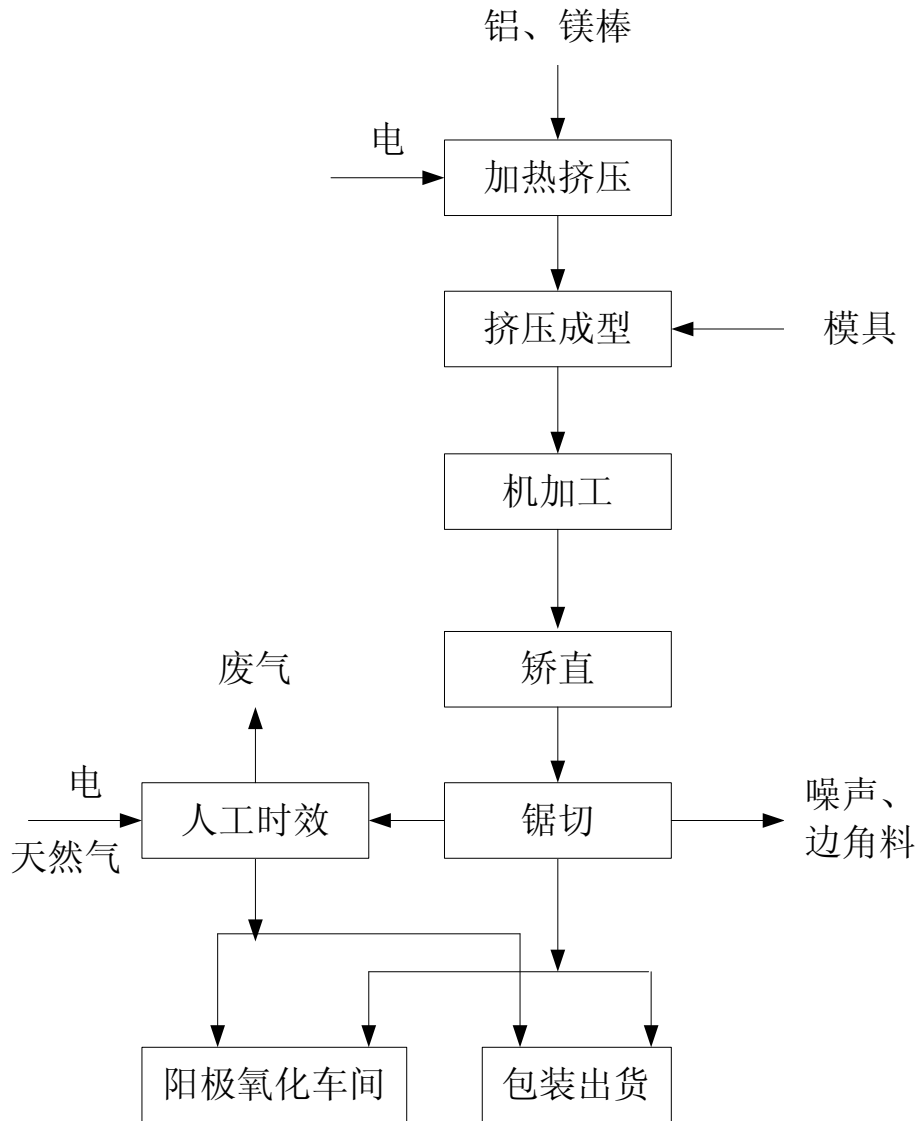 铝、镁棒
电
加热挤压
挤压成型
模具
机加工
矫直
废气
电
天然气
人工时效
锯切
噪声、
边角料
阳极氧化车间
包装出货